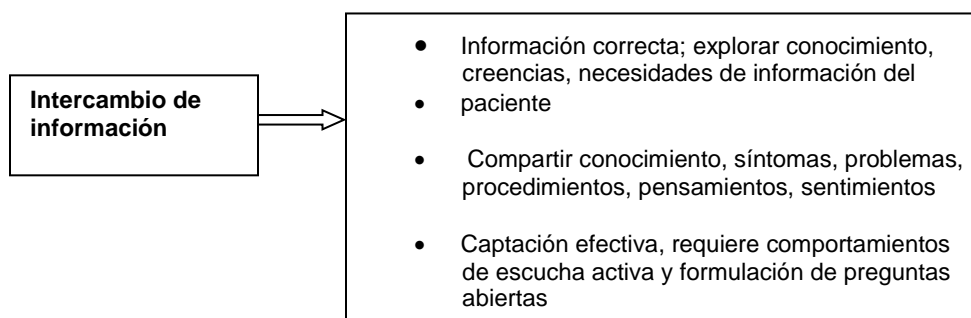 Intercambio de
información
• Información correcta; explorar conocimiento,
creencias, necesidades de información del
• paciente
• Compartir conocimiento, síntomas, problemas,
procedimientos, pensamientos, sentimientos
• Captación efectiva, requiere comportamientos
de escucha activa y formulación de preguntas
abiertas